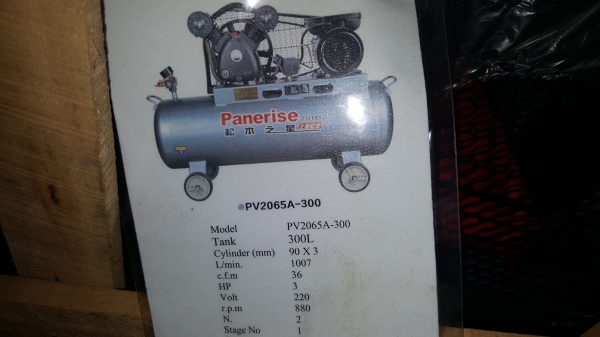 Panerise
松本之星
PV2065A-300
Model PV2065A-300
Tank 300L
Cylinder (mm) 90 X 3
L/min. 1007
c.f.m 36
HP 3
Volt 220
r.p.m 880
N. 2
Stage No 1